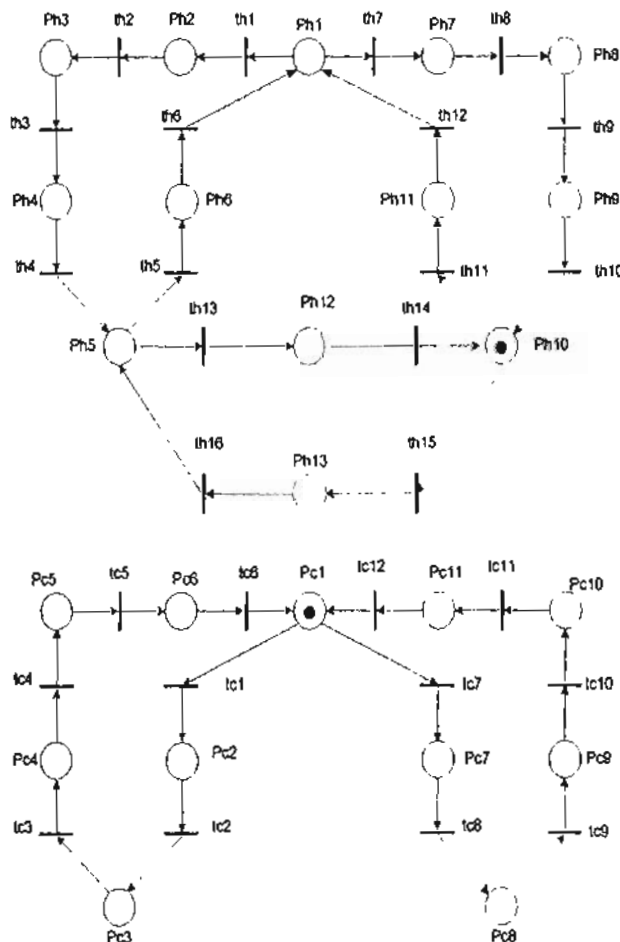 Ph3 th2 Ph2 th1 Ph1 th7 Ph7 th8 Ph8
th3 th6 th12 th9
Ph4 Ph6 Ph11 Ph9
th4 th5 th11 th10
Ph5 th13 Ph12 th14 Ph10
th16 Ph13 th15
Pc5 tc5 Pc6 tc6 Pc1 tc12 Pc11 tc11 Pc10
tc4 tc1 tc7 tc10
Pc4 Pc2 Pc7 Pc9
tc3 tc2 tc8 tc9
Pc3 Pc8